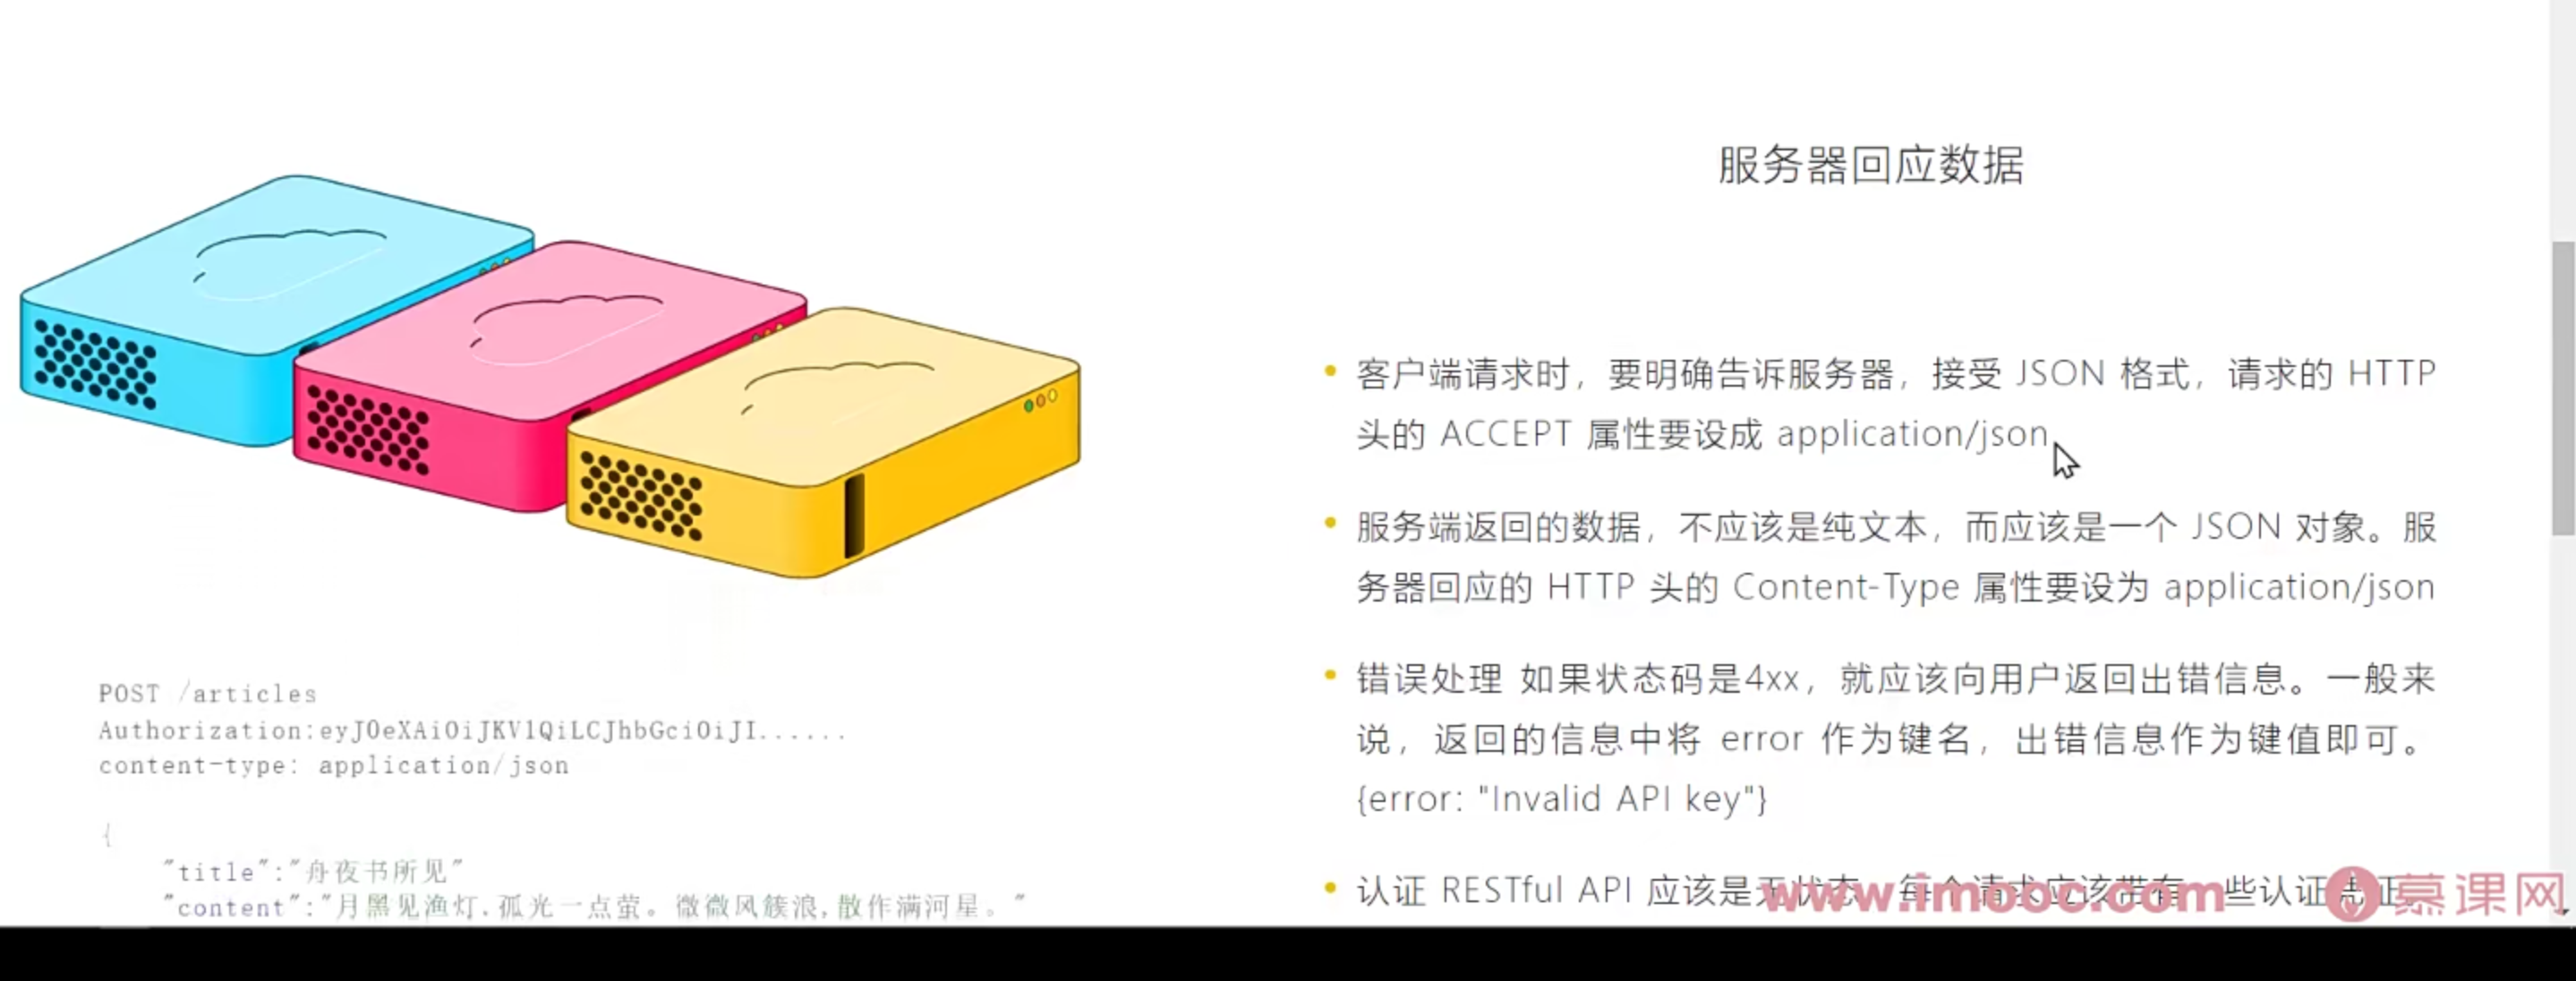 服务器回应数据
客户端请求时，要明确告诉服务器，接受 JSON 格式，请求的 HTTP
头的 ACCEPT 属性要设成 application/json
服务端返回的数据，不应该是纯文本，而应该是一个 JSON 对象。服
务器回应的 HTTP 头的 Content-Type 属性要设为 application/json
错误处理 如果状态码是4xx，就应该向用户返回出错信息。一般来
说，返回的信息中将 error 作为键名，出错信息作为键值即可。
{error: "Invalid API key"}
认证 RESTful API 应该是无状态，每个请求应该带有一些认证凭证
POST /articles
Authorization:eyJ0eXAiOiJKV1QiLCJhbGciOiJI......
content-type: application/json
{
"title":"舟夜书所见"
"content":"月黑见渔灯,孤光一点萤。微微风簇浪,散作满河星。"
www.imooc.com
慕课网